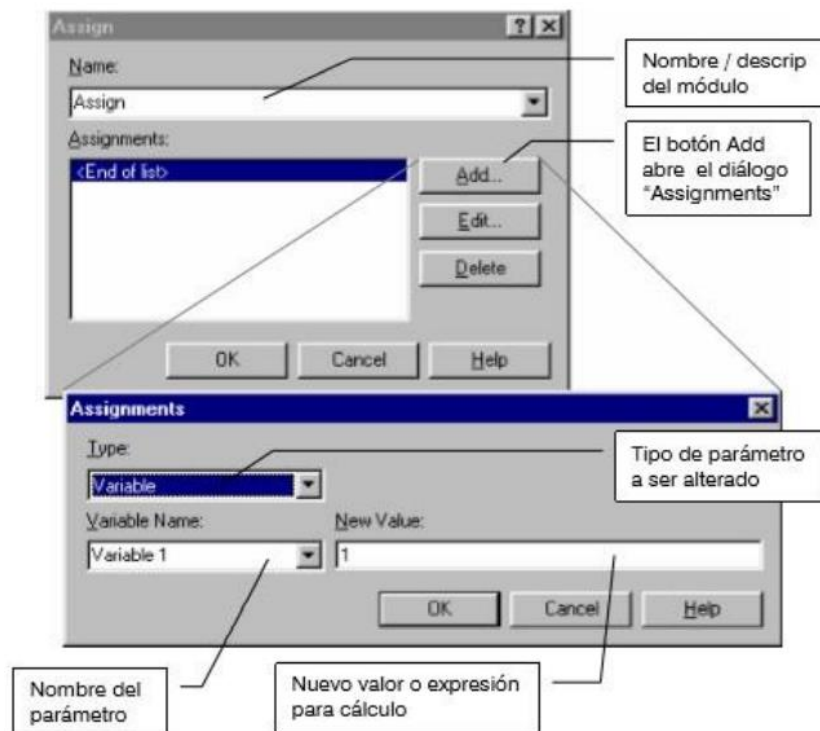 Assign
Name:
Nombre / descrip
del módulo
Assign
Assignments:
<End of list>
El botón Add
abre el diálogo
“Assignments”
Add...
Edit...
Delete
OK
Cancel
Help
Assignments
Type:
Tipo de parámetro
a ser alterado
Variable
Variable Name:
New Value:
Variable 1
1
OK
Cancel
Help
Nombre del
parámetro
Nuevo valor o expresión
para cálculo